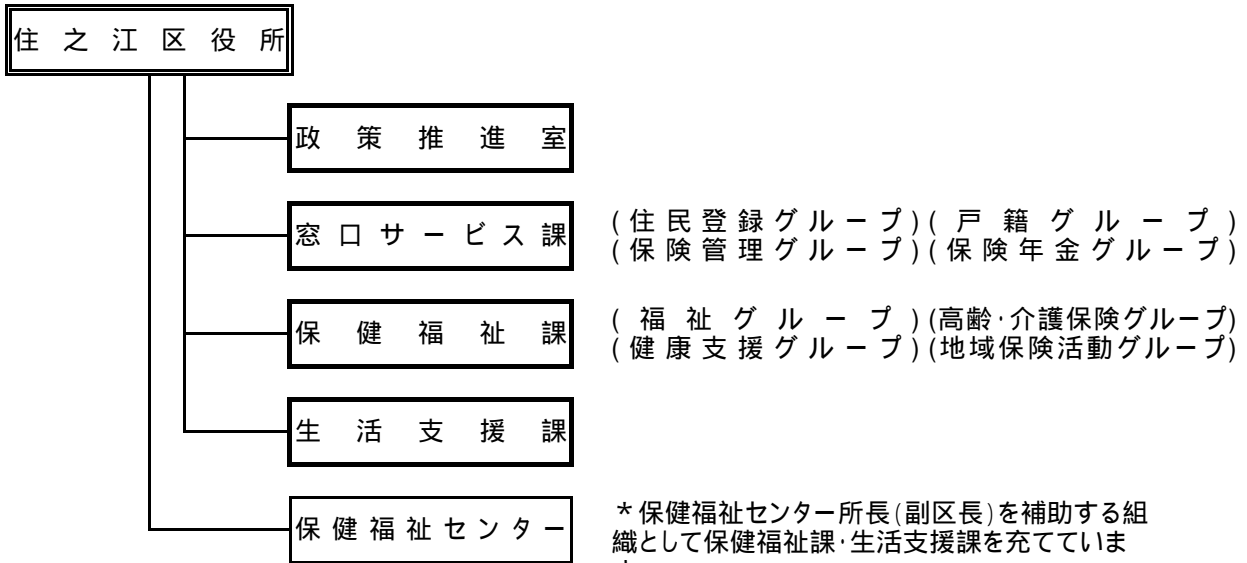 住之江区役所
政策推進室
窓口サービス課
(住民登録グループ)(戸籍グループ)
(保険管理グループ)(保険年金グループ)
保健福祉課
(福祉グループ)(高齢・介護保険グループ)
(健康支援グループ)(地域保険活動グループ)
生活支援課
保健福祉センター
*保健福祉センター所長(副区長)を補助する組
織として保健福祉課・生活支援課を充てていま